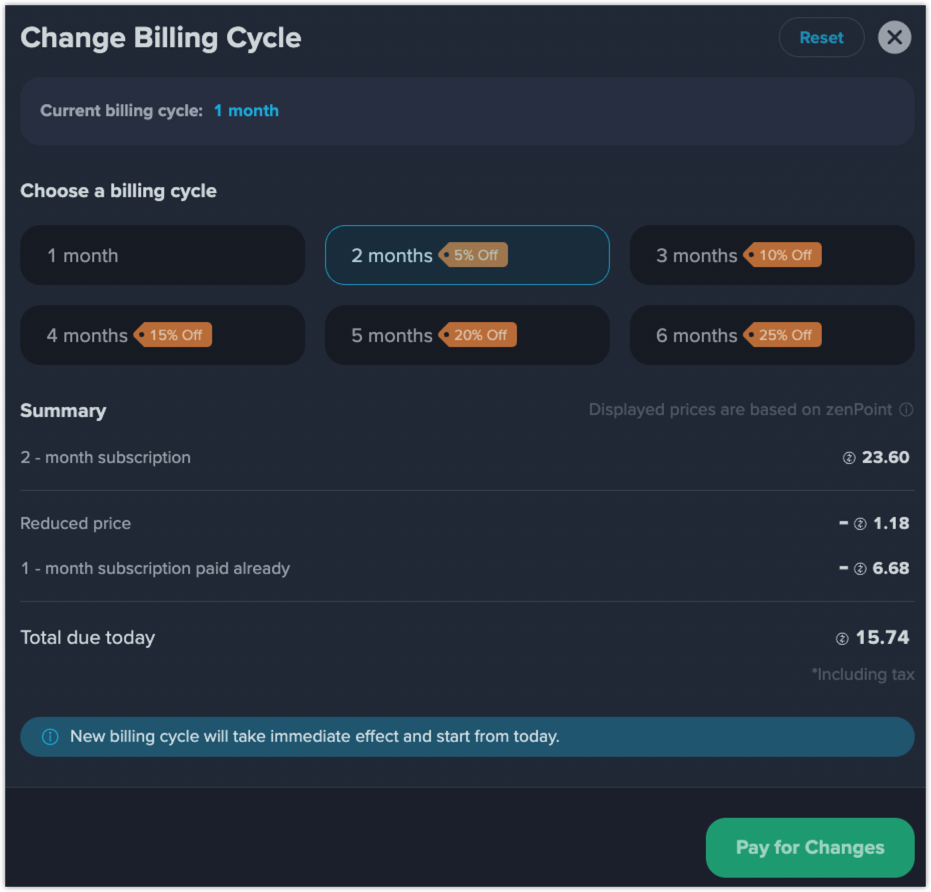 Change Billing Cycle
Reset
Current billing cycle: 1 month
Choose a billing cycle
1 month
2 months 5% Off
3 months 10% Off
4 months 15% Off
5 months 20% Off
6 months 25% Off
Summary
Displayed prices are based on zenPoint
2 - month subscription
23.60
Reduced price
- 1.18
1 - month subscription paid already
- 6.68
Total due today
15.74
*Including tax
New billing cycle will take immediate effect and start from today.
Pay for Changes